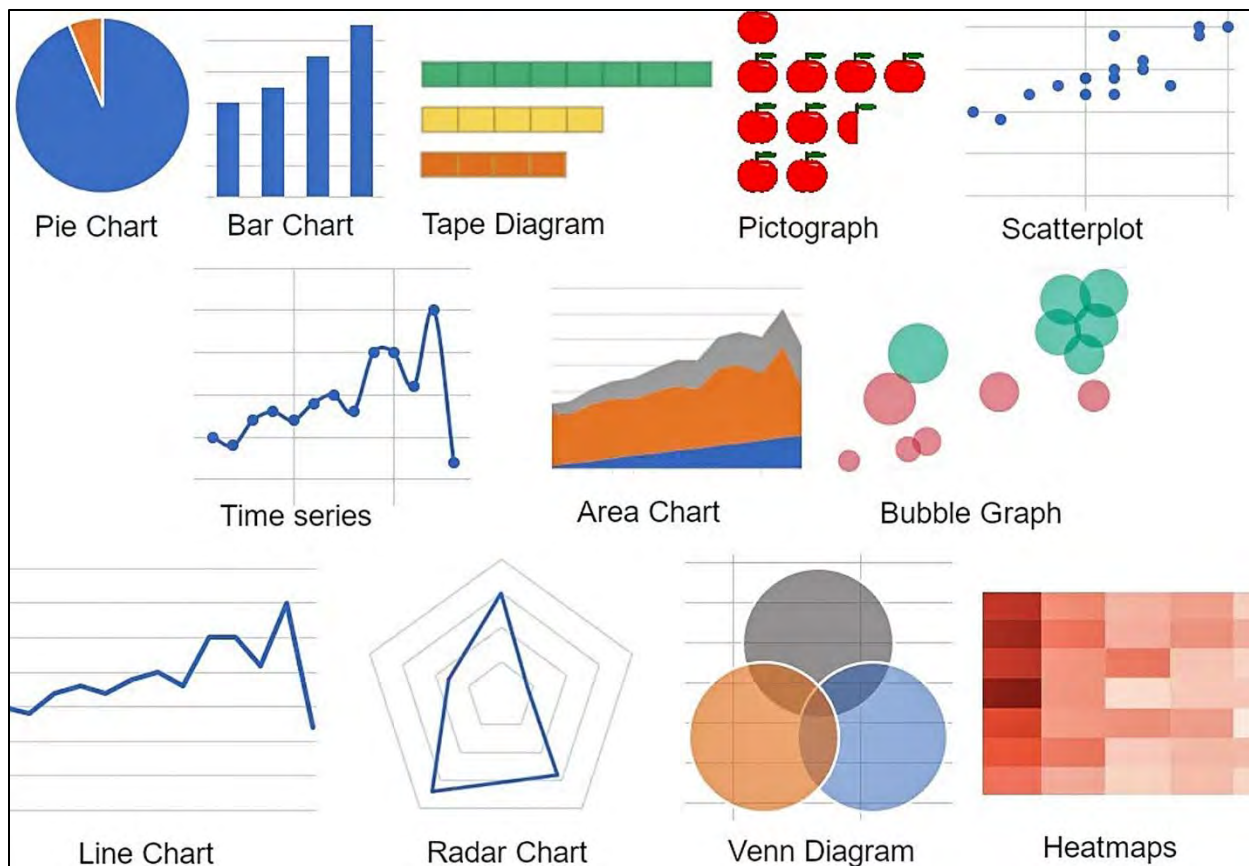 Pie Chart
Bar Chart
Tape Diagram
Pictograph
Scatterplot
Time series
Area Chart
Bubble Graph
Line Chart
Radar Chart
Venn Diagram
Heatmaps